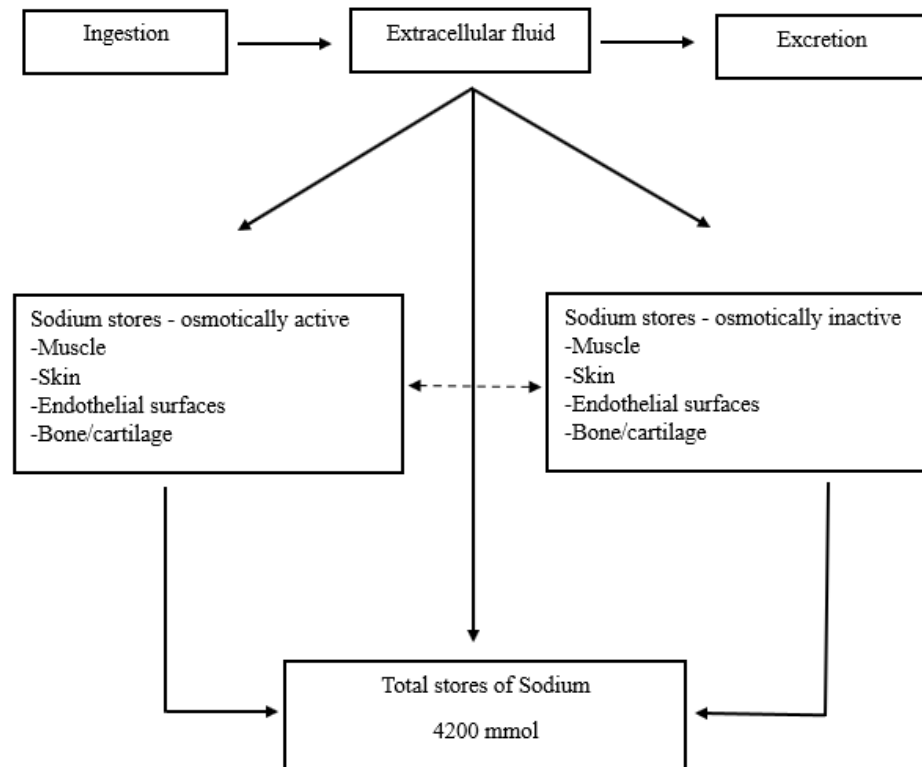 Ingestion
Extracellular fluid
Excretion
Sodium stores - osmotically active
-Muscle
-Skin
-Endothelial surfaces
-Bone/cartilage
Sodium stores - osmotically inactive
-Muscle
-Skin
-Endothelial surfaces
-Bone/cartilage
Total stores of Sodium
4200 mmol